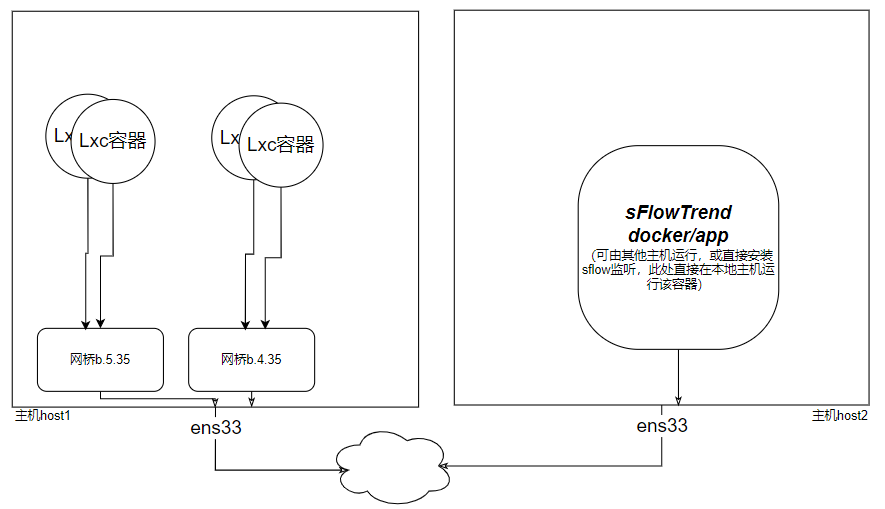 Lx
Lxc容器
Lx
Lxc容器
sFlowTrend
docker/app
（可由其他主机运行，或直接安装
sflow监听，此处直接在本地主机运
行该容器）
网桥b.5.35
网桥b.4.35
主机host1
主机host2
ens33
ens33